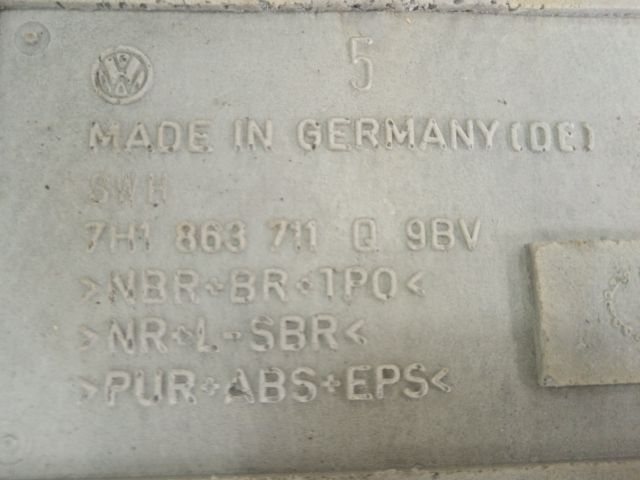 5
MADE IN GERMANY (DE)
SWH
7H1 863 711 Q 9BV
>NBR+BR+TPO<
>NR+L-SBR<
>PUR+ABS+EPS<